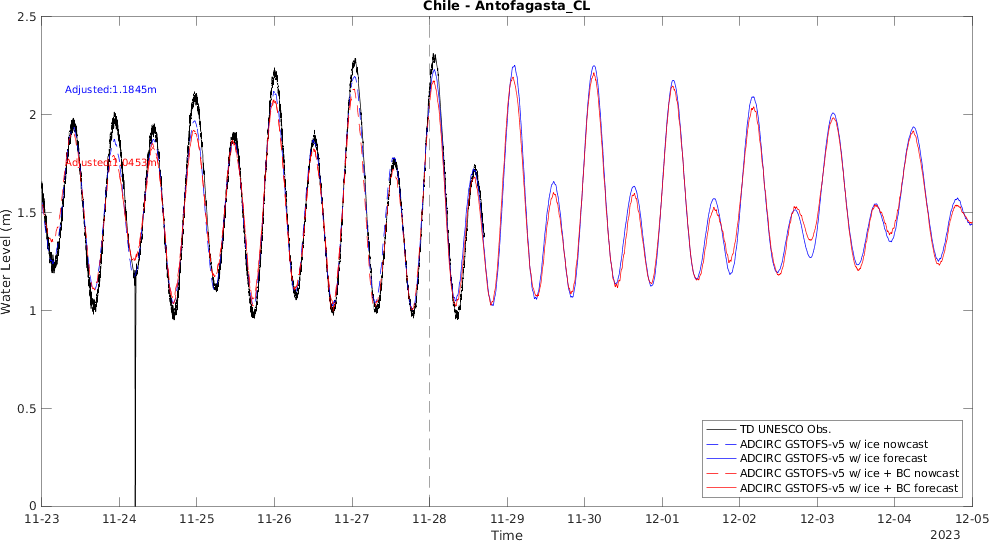 Chile - Antofagasta_CL
2.5
2
1.5
1
0.5
0
Water Level (m)
Adjusted:1.1845m
Adjusted:1.0453m
TD UNESCO Obs.
ADCIRC GSTOFS-v5 w/ ice nowcast
ADCIRC GSTOFS-v5 w/ ice forecast
ADCIRC GSTOFS-v5 w/ ice + BC nowcast
ADCIRC GSTOFS-v5 w/ ice + BC forecast
11-23 11-24 11-25 11-26 11-27 11-28 11-29 11-30 12-01 12-02 12-03 12-04 12-05
Time
2023